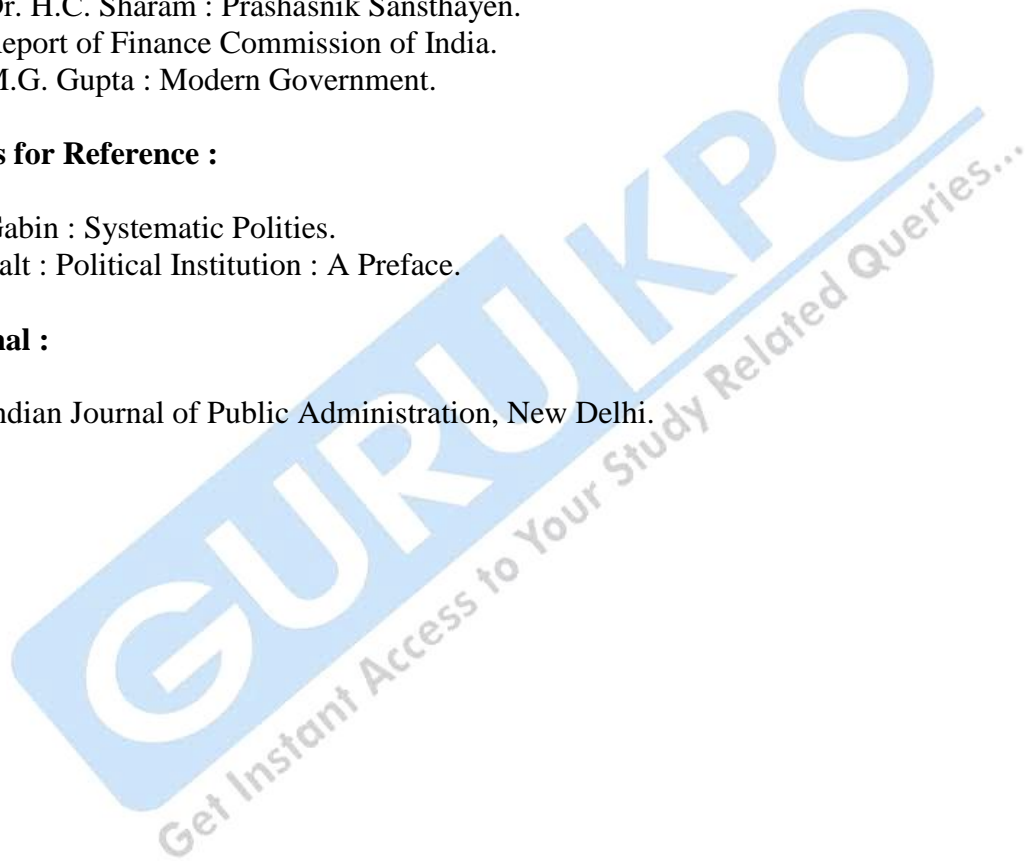 Dr. H.C. Sharam : Prashasnik Sansthayen.
Report of Finance Commission of India.
M.G. Gupta : Modern Government.
s for Reference :
Gabin : Systematic Polities.
alt : Political Institution : A Preface.
nal :
Indian Journal of Public Administration, New Delhi.
GURUKPO
Get Instant Access to Your Study Related Queries...